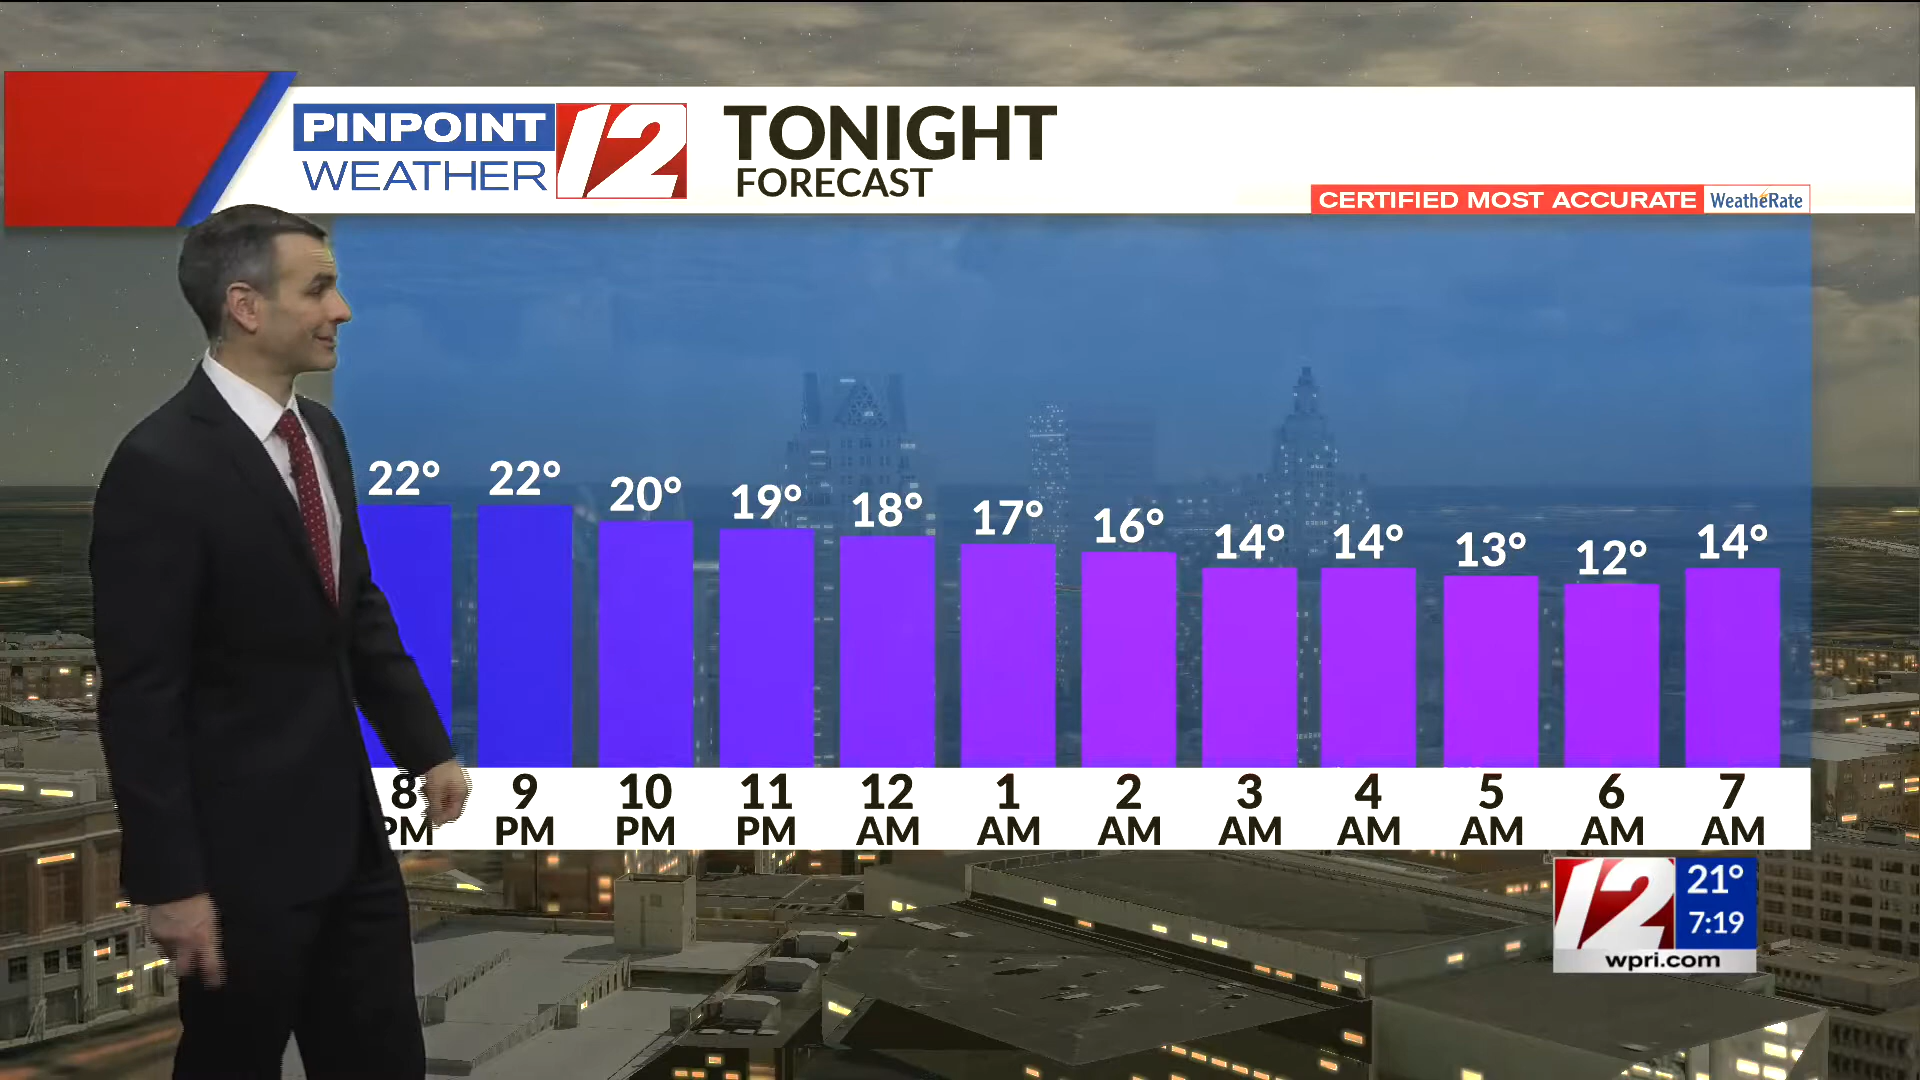 PINPOINT
WEATHER
12
TONIGHT
FORECAST
CERTIFIED MOST ACCURATE WeatheRate
22° 22° 20° 19° 18° 17° 16° 14° 14° 13° 12° 14°
8 9 10 11 12 1 2 3 4 5 6 7
PM PM PM PM AM AM AM AM AM AM AM AM
12
21°
7:19
wpri.com